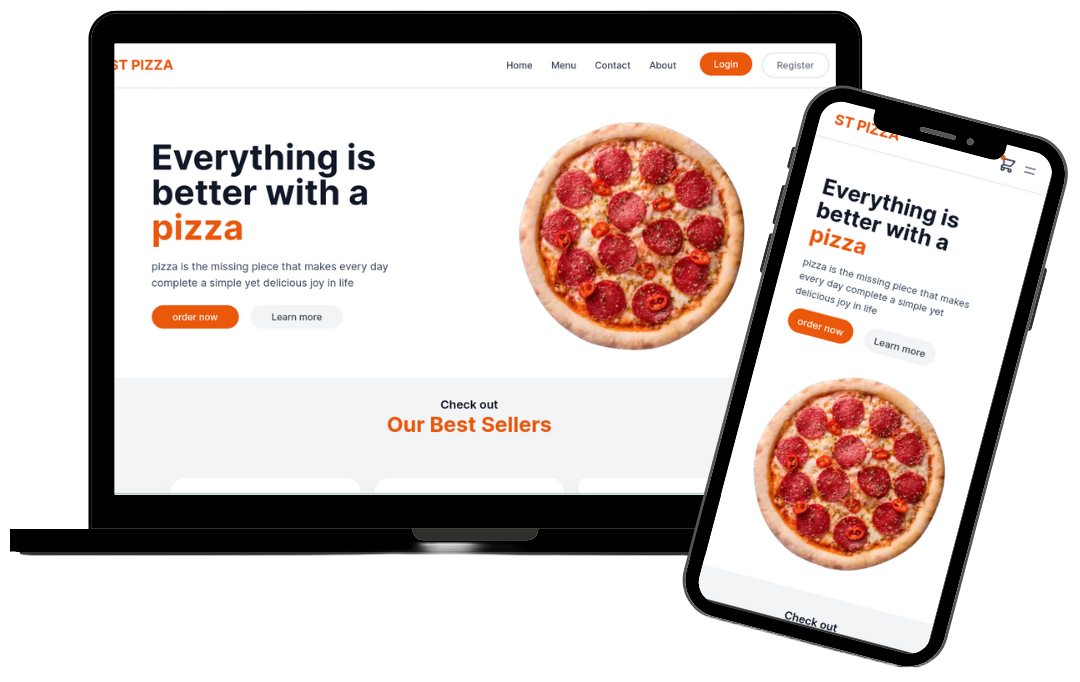 ST PIZZA
Home Menu Contact About Login Register
Everything is
better with a
pizza
pizza is the missing piece that makes every day
complete a simple yet delicious joy in life
order now Learn more
Check out
Our Best Sellers
ST PIZZA
Everything is
better with a
pizza
pizza is the missing piece that makes
every day complete a simple yet
delicious joy in life
order now Learn more
Check out